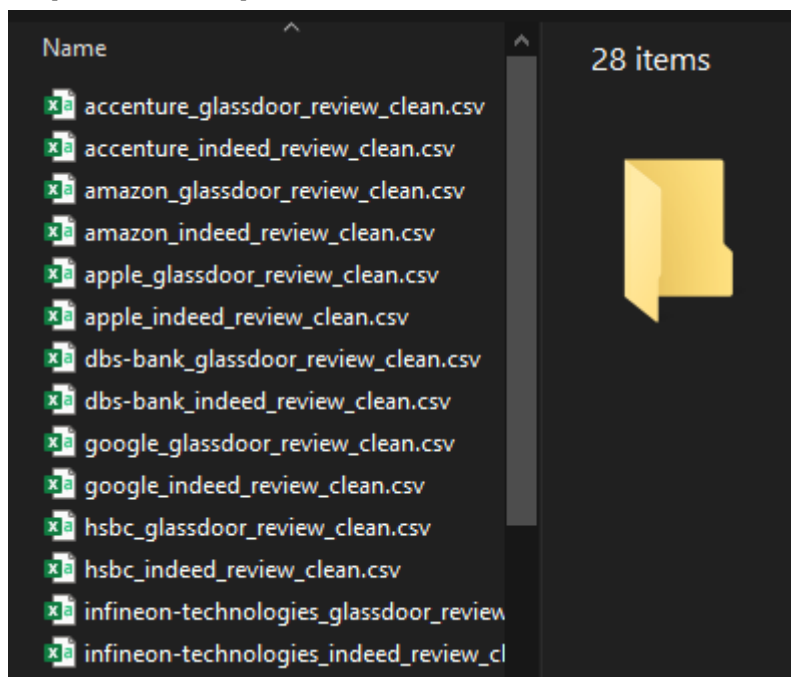 Name
28 items
accenture_glassdoor_review_clean.csv
accenture_indeed_review_clean.csv
amazon_glassdoor_review_clean.csv
amazon_indeed_review_clean.csv
apple_glassdoor_review_clean.csv
apple_indeed_review_clean.csv
dbs-bank_glassdoor_review_clean.csv
dbs-bank_indeed_review_clean.csv
google_glassdoor_review_clean.csv
google_indeed_review_clean.csv
hsbc_glassdoor_review_clean.csv
hsbc_indeed_review_clean.csv
infineon-technologies_glassdoor_review
infineon-technologies_indeed_review_cl